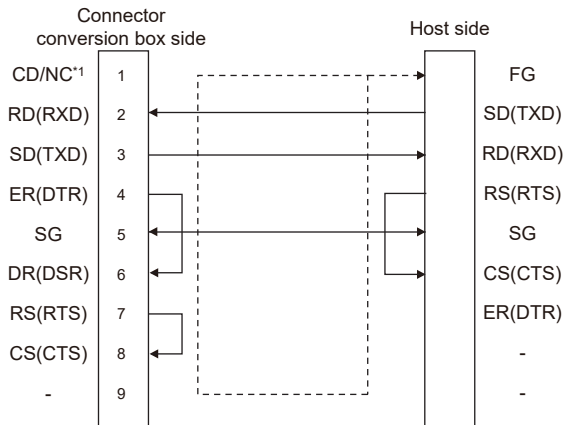 Connector
conversion box side
Host side
CD/NC*1 1 FG
RD(RXD) 2 SD(TXD)
SD(TXD) 3 RD(RXD)
ER(DTR) 4 RS(RTS)
SG 5 SG
DR(DSR) 6 CS(CTS)
RS(RTS) 7 ER(DTR)
CS(CTS) 8 -
- 9 -